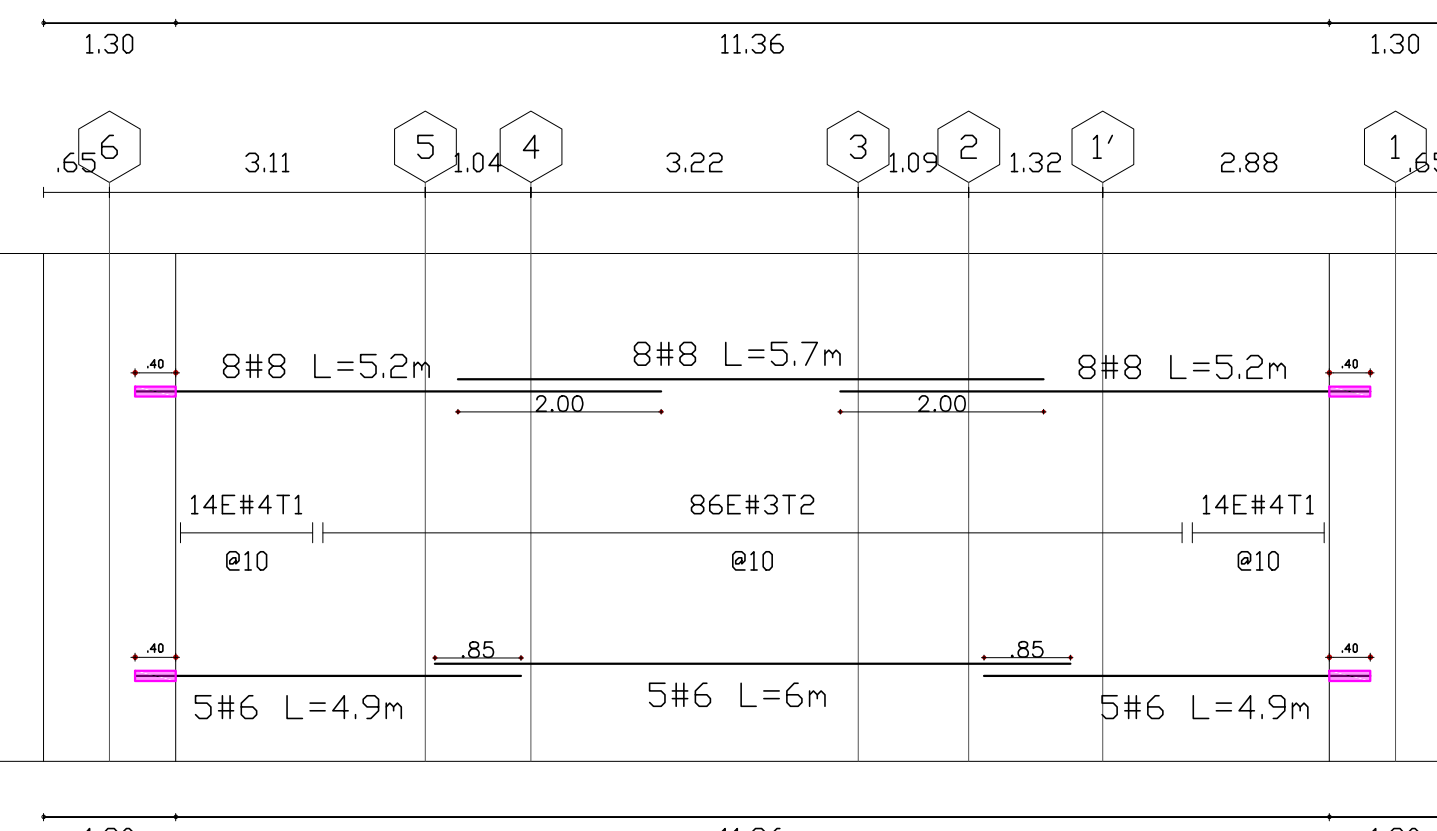 1.30 11.36 1.30
6 5 4 3 2 1′ 1
.65 3.11 1.04 3.22 1.09 1.32 2.88
.40 8#8 L=5.2m 8#8 L=5.7m 8#8 L=5.2m .40
2.00 2.00
14E#4T1 86E#3T2 14E#4T1
@10 @10 @10
.40 .85 .85 .40
5#6 L=4.9m 5#6 L=6m 5#6 L=4.9m